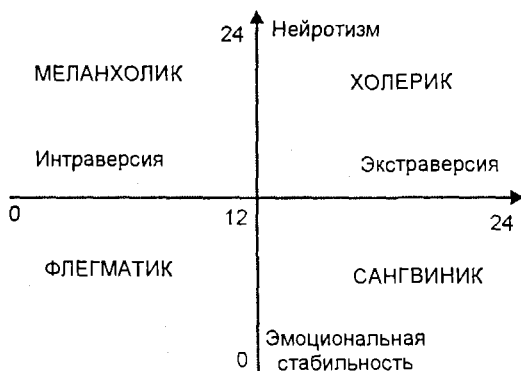 24
Нейротизм
МЕЛАНХОЛИК
ХОЛЕРИК
Интраверсия
Экстраверсия
0
12
24
ФЛЕГМАТИК
САНГВИНИК
Эмоциональная
0
стабильность